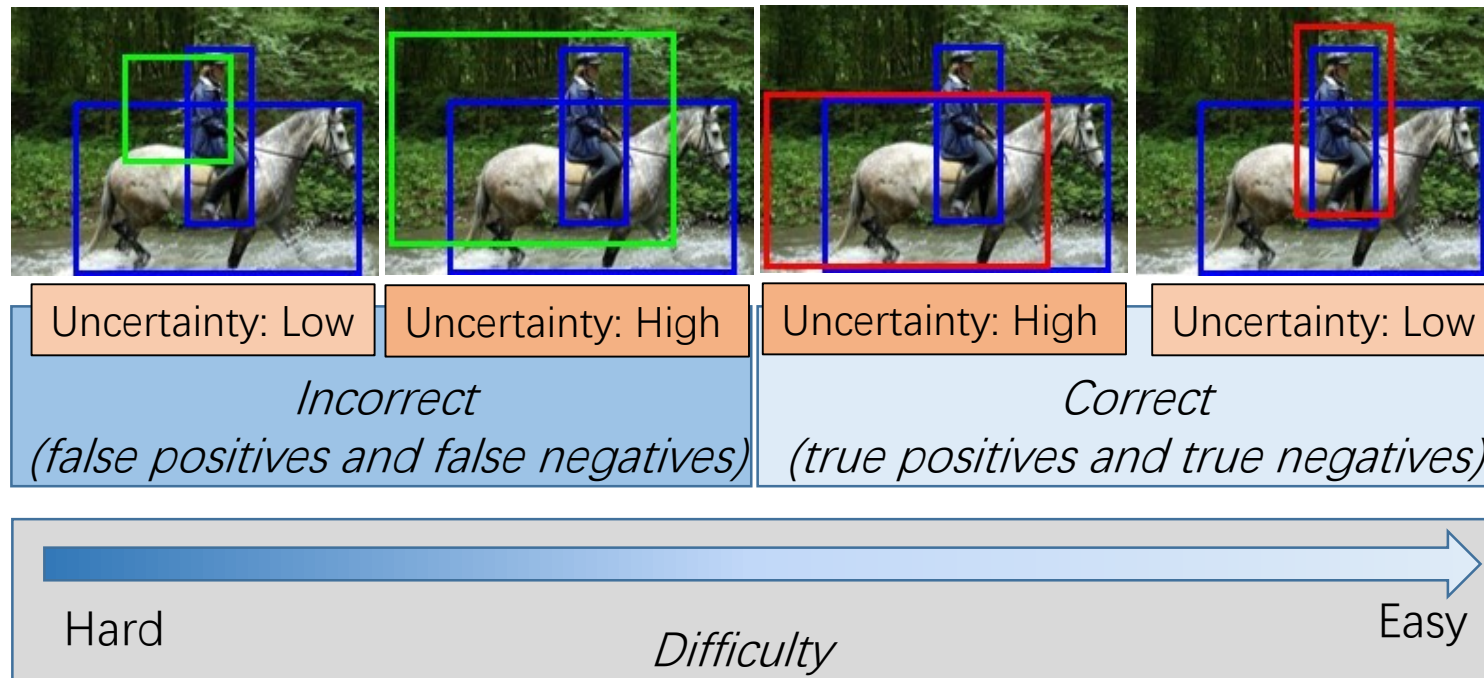 Uncertainty: Low
Uncertainty: High
Uncertainty: High
Uncertainty: Low
Incorrect
(false positives and false negatives)
Correct
(true positives and true negatives)
Hard
Easy
Difficulty